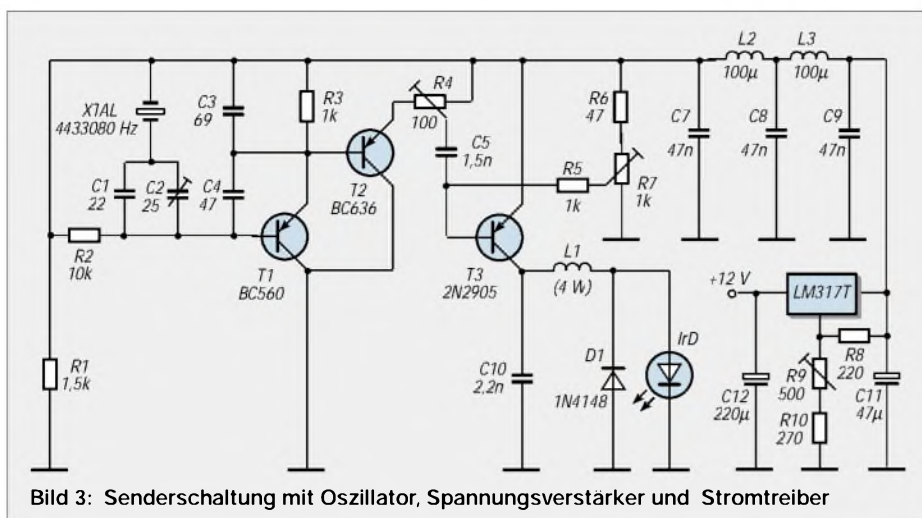 L2
100µ
L3
100µ
R4
100
C3
69
R3
1k
X1AL
4433080 Hz
R6
47
C7
47n
C8
47n
C9
47n
C5
1,5n
T2
BC636
R5
1k
R7
1k
C1
22
C2
25
C4
47
R2
10k
T1
BC560
T3
2N2905
L1
(4 W)
+12 V
LM317T
IrD
R1
1,5k
C10
2,2n
D1
1N4148
C12
220µ
R9
500
R8
220
R10
270
C11
47µ
Bild 3: Senderschaltung mit Oszillator, Spannungsverstärker und Stromtreiber